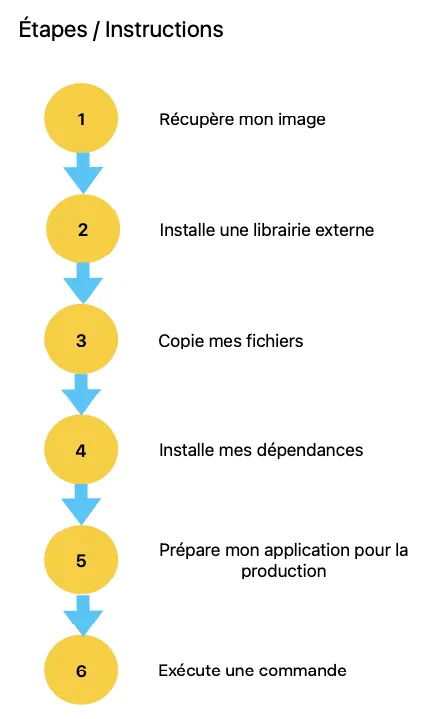 Étapes / Instructions
1
Récupère mon image
2
Installe une librairie externe
3
Copie mes fichiers
4
Installe mes dépendances
5
Prépare mon application pour la
production
6
Exécute une commande